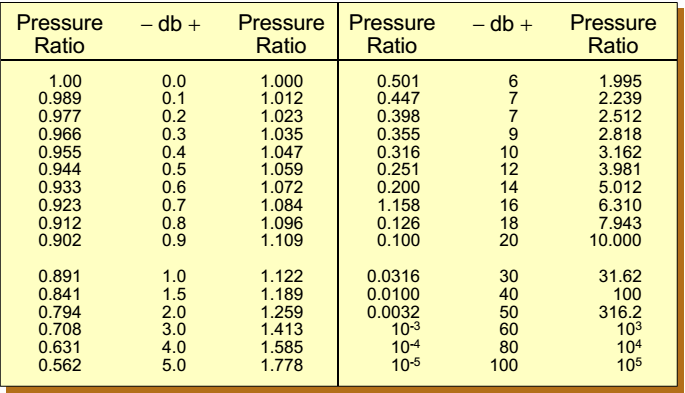 Pressure Ratio – db + Pressure Ratio Pressure Ratio – db + Pressure Ratio
1.00 0.0 1.000 0.501 6 1.995
0.989 0.1 1.012 0.447 7 2.239
0.977 0.2 1.023 0.398 7 2.512
0.966 0.3 1.035 0.355 9 2.818
0.955 0.4 1.047 0.316 10 3.162
0.944 0.5 1.059 0.251 12 3.981
0.933 0.6 1.072 0.200 14 5.012
0.923 0.7 1.084 1.158 16 6.310
0.912 0.8 1.096 0.126 18 7.943
0.902 0.9 1.109 0.100 20 10.000
0.891 1.0 1.122 0.0316 30 31.62
0.841 1.5 1.189 0.0100 40 100
0.794 2.0 1.259 0.0032 50 316.2
0.708 3.0 1.413 10⁻³ 60 10³
0.631 4.0 1.585 10⁻⁴ 80 10⁴
0.562 5.0 1.778 10⁻⁵ 100 10⁵